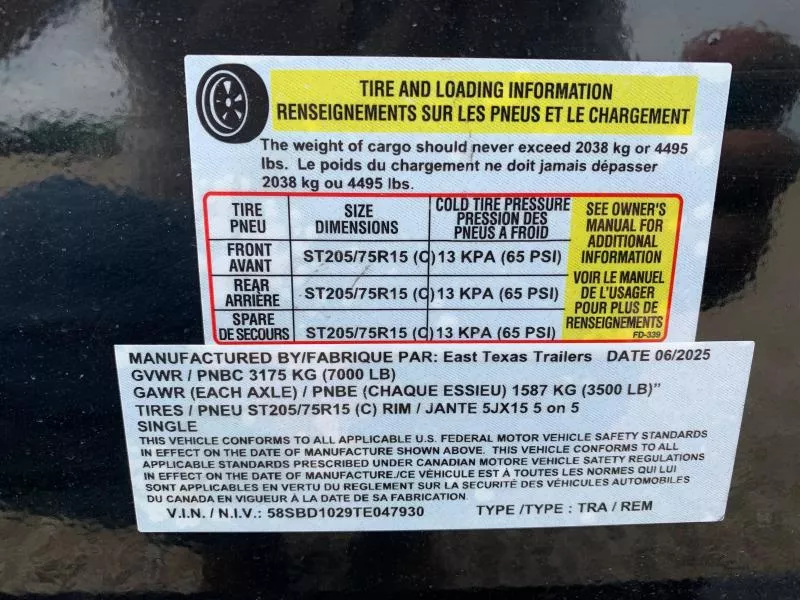 TIRE AND LOADING INFORMATION
RENSEIGNEMENTS SUR LES PNEUS ET LE CHARGEMENT
The weight of cargo should never exceed 2038 kg or 4495
lbs. Le poids du chargement ne doit jamais dépasser
2038 kg ou 4495 lbs.
TIRE PNEU SIZE DIMENSIONS COLD TIRE PRESSURE PRESSION DES PNEUS À FROID
FRONT AVANT ST205/75R15 (C) 13 KPA (65 PSI)
REAR ARRIÈRE ST205/75R15 (C) 13 KPA (65 PSI)
SPARE DE SECOURS ST205/75R15 (C) 13 KPA (65 PSI)
SEE OWNER'S
MANUAL FOR
ADDITIONAL
INFORMATION
VOIR LE MANUEL
DE L'USAGER
POUR PLUS DE
RENSEIGNEMENTS
FD-339
MANUFACTURED BY/FABRIQUE PAR: East Texas Trailers DATE 06/2025
GVWR / PNBC 3175 KG (7000 LB)
GAWR (EACH AXLE) / PNBE (CHAQUE ESSIEU) 1587 KG (3500 LB)"
TIRES / PNEU ST205/75R15 (C) RIM / JANTE 5JX15 5 on 5
SINGLE
THIS VEHICLE CONFORMS TO ALL APPLICABLE U.S. FEDERAL MOTOR VEHICLE SAFETY STANDARDS
IN EFFECT ON THE DATE OF MANUFACTURE SHOWN ABOVE. THIS VEHICLE CONFORMS TO ALL
APPLICABLE STANDARDS PRESCRIBED UNDER CANADIAN MOTORE VEHICLE SAFETY REGULATIONS
IN EFFECT ON THE DATE OF MANUFACTURE./CE VÉHICULE EST À TOUTES LES NORMES QUI LUI
SONT APPLICABLES EN VERTU DU REGLEMENT SUR LA SECURITÉ DES VÉHICULES AUTOMOBILES
DU CANADA EN VIGUEUR À LA DATE DE SA FABRICATION.
V.I.N. / N.I.V.: 58SBD1029TE047930 TYPE /TYPE : TRA / REM